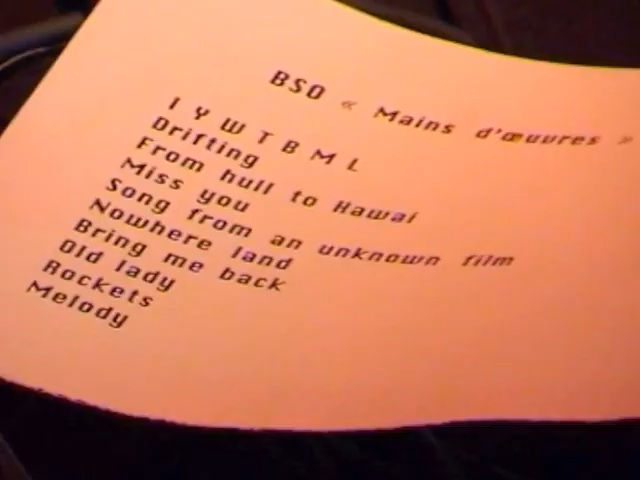 BSO « Mains d'œuvres »
I Y W T B M L
Drifting
From hull to Hawai
Miss you
Song from an unknown film
Nowhere land
Bring me back
Old lady
Rockets
Melody